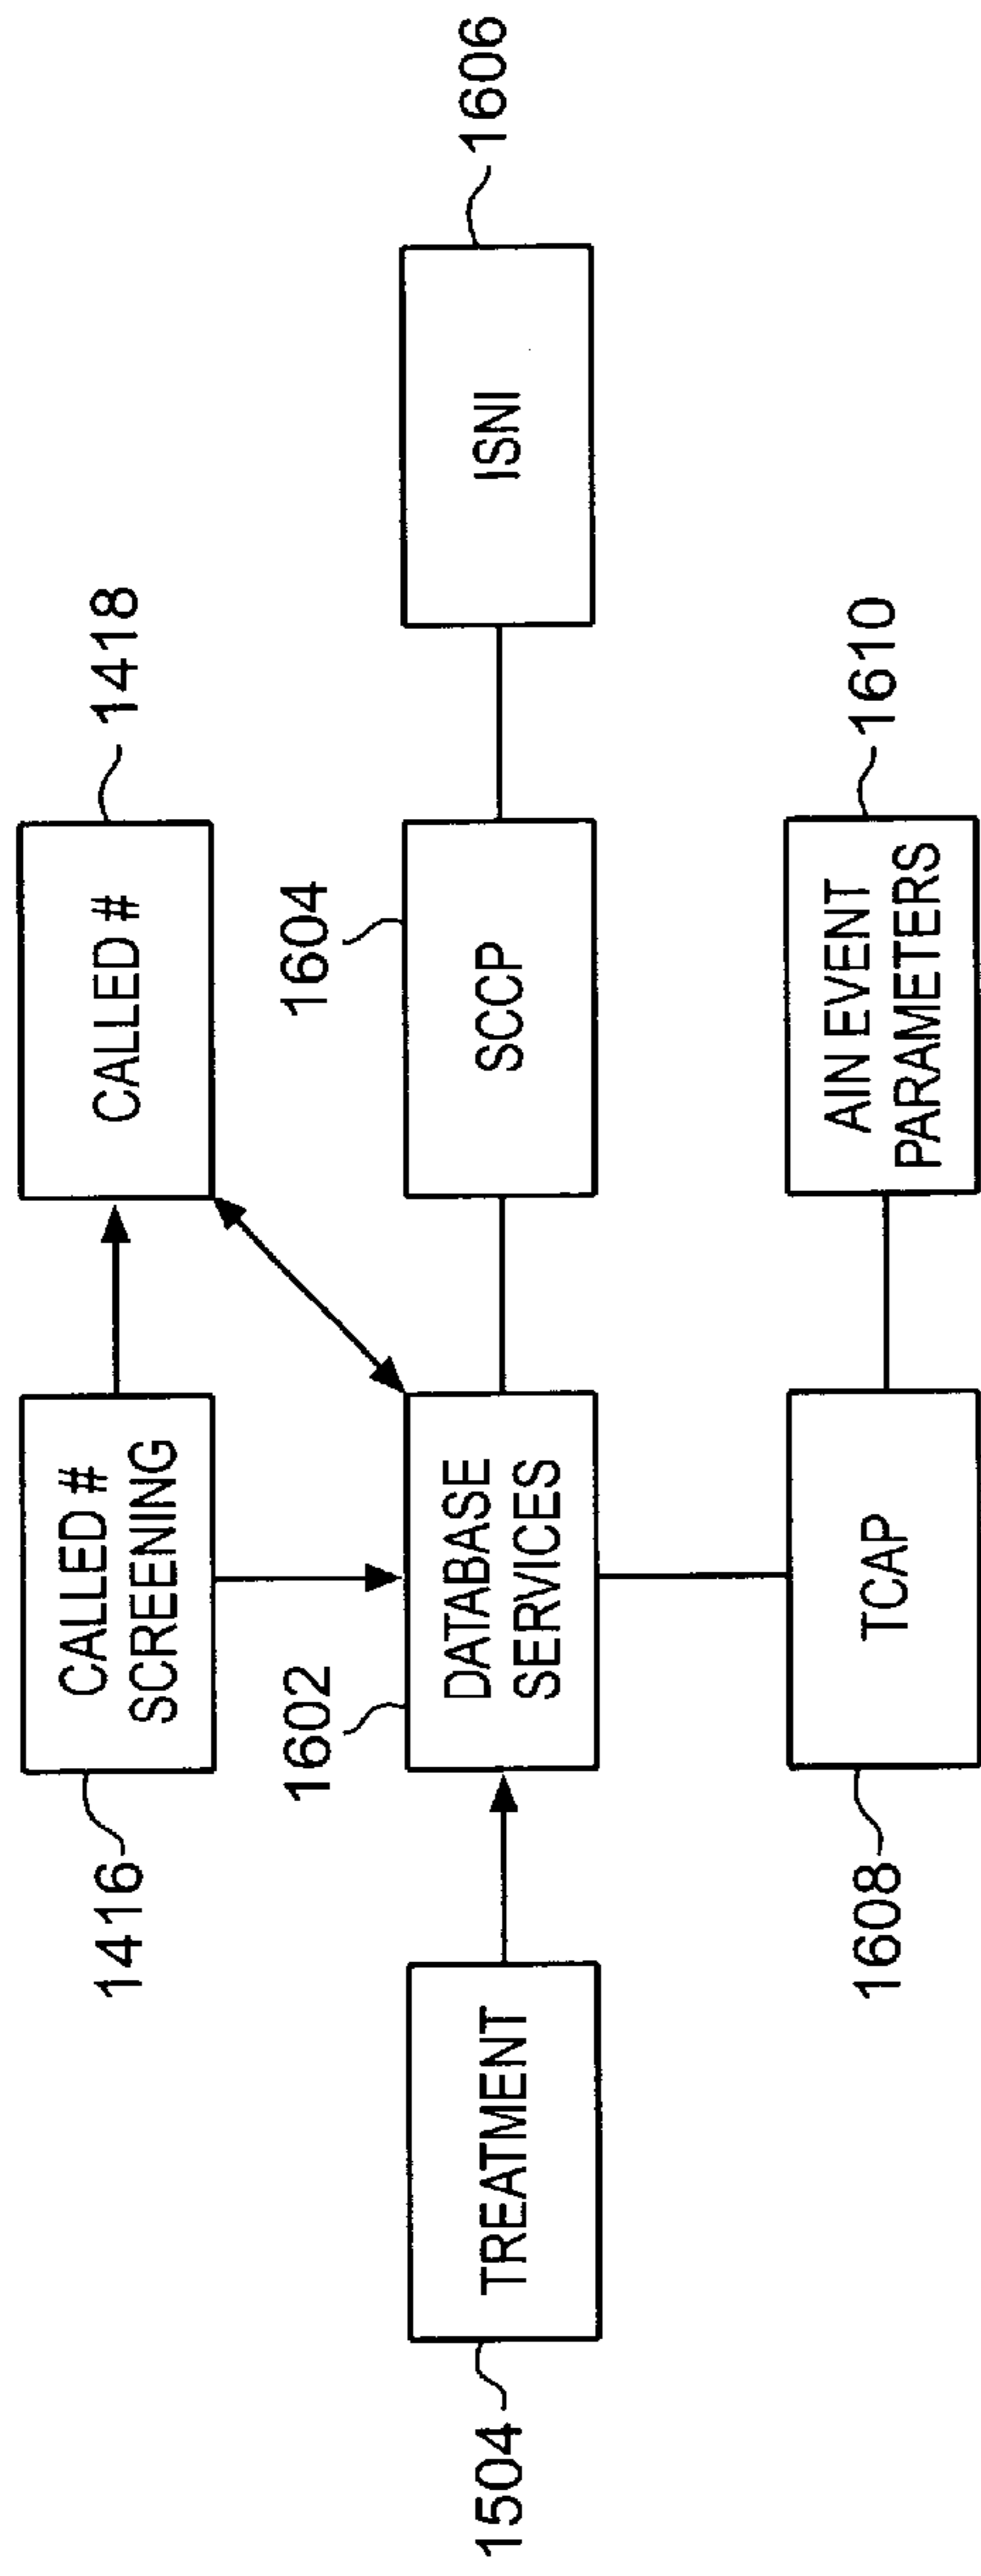 1416
CALLED #
SCREENING
CALLED #
1418
1504
TREATMENT
1602
DATABASE
SERVICES
1604
SCCP
ISNI
1606
1608
TCAP
AIN EVENT
PARAMETERS
1610